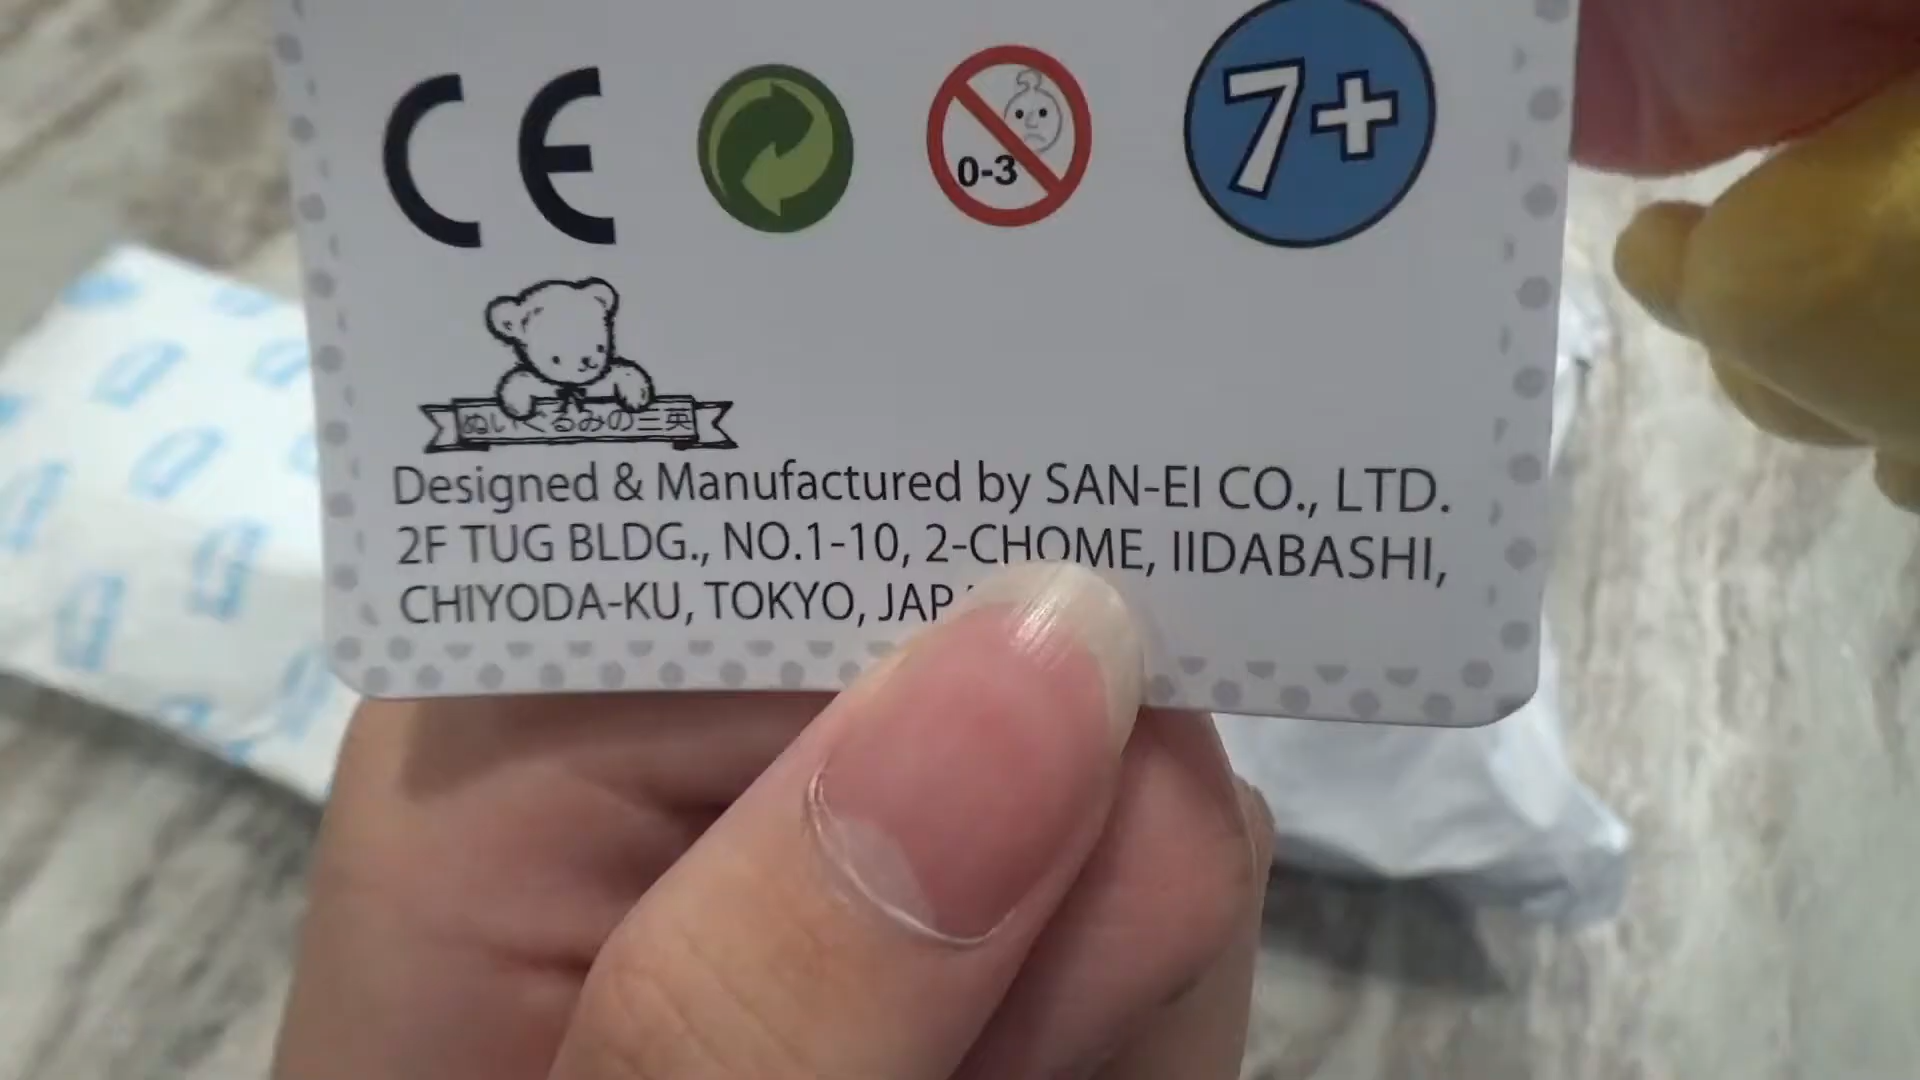 CE
0-3
7+
ぬいぐるみの三英
Designed & Manufactured by SAN-EI CO., LTD.
2F TUG BLDG., NO.1-10, 2-CHOME, IIDABASHI,
CHIYODA-KU, TOKYO,